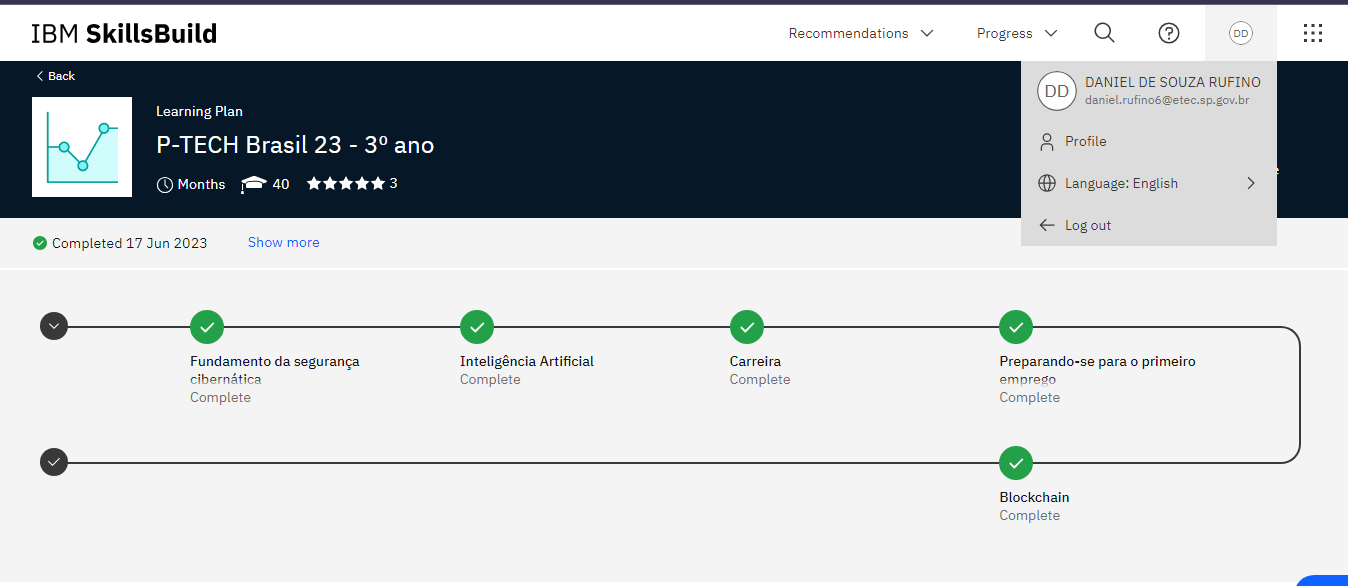 IBM SkillsBuild
Recommendations
Progress
DD
Back
Learning Plan
P-TECH Brasil 23 - 3º ano
Months
40
3
DD
DANIEL DE SOUZA RUFINO
daniel.rufino6@etec.sp.gov.br
Profile
Language: English
Log out
Completed 17 Jun 2023
Show more
Fundamento da segurança
cibernática
Complete
Inteligência Artificial
Complete
Carreira
Complete
Preparando-se para o primeiro
emprego
Complete
Blockchain
Complete